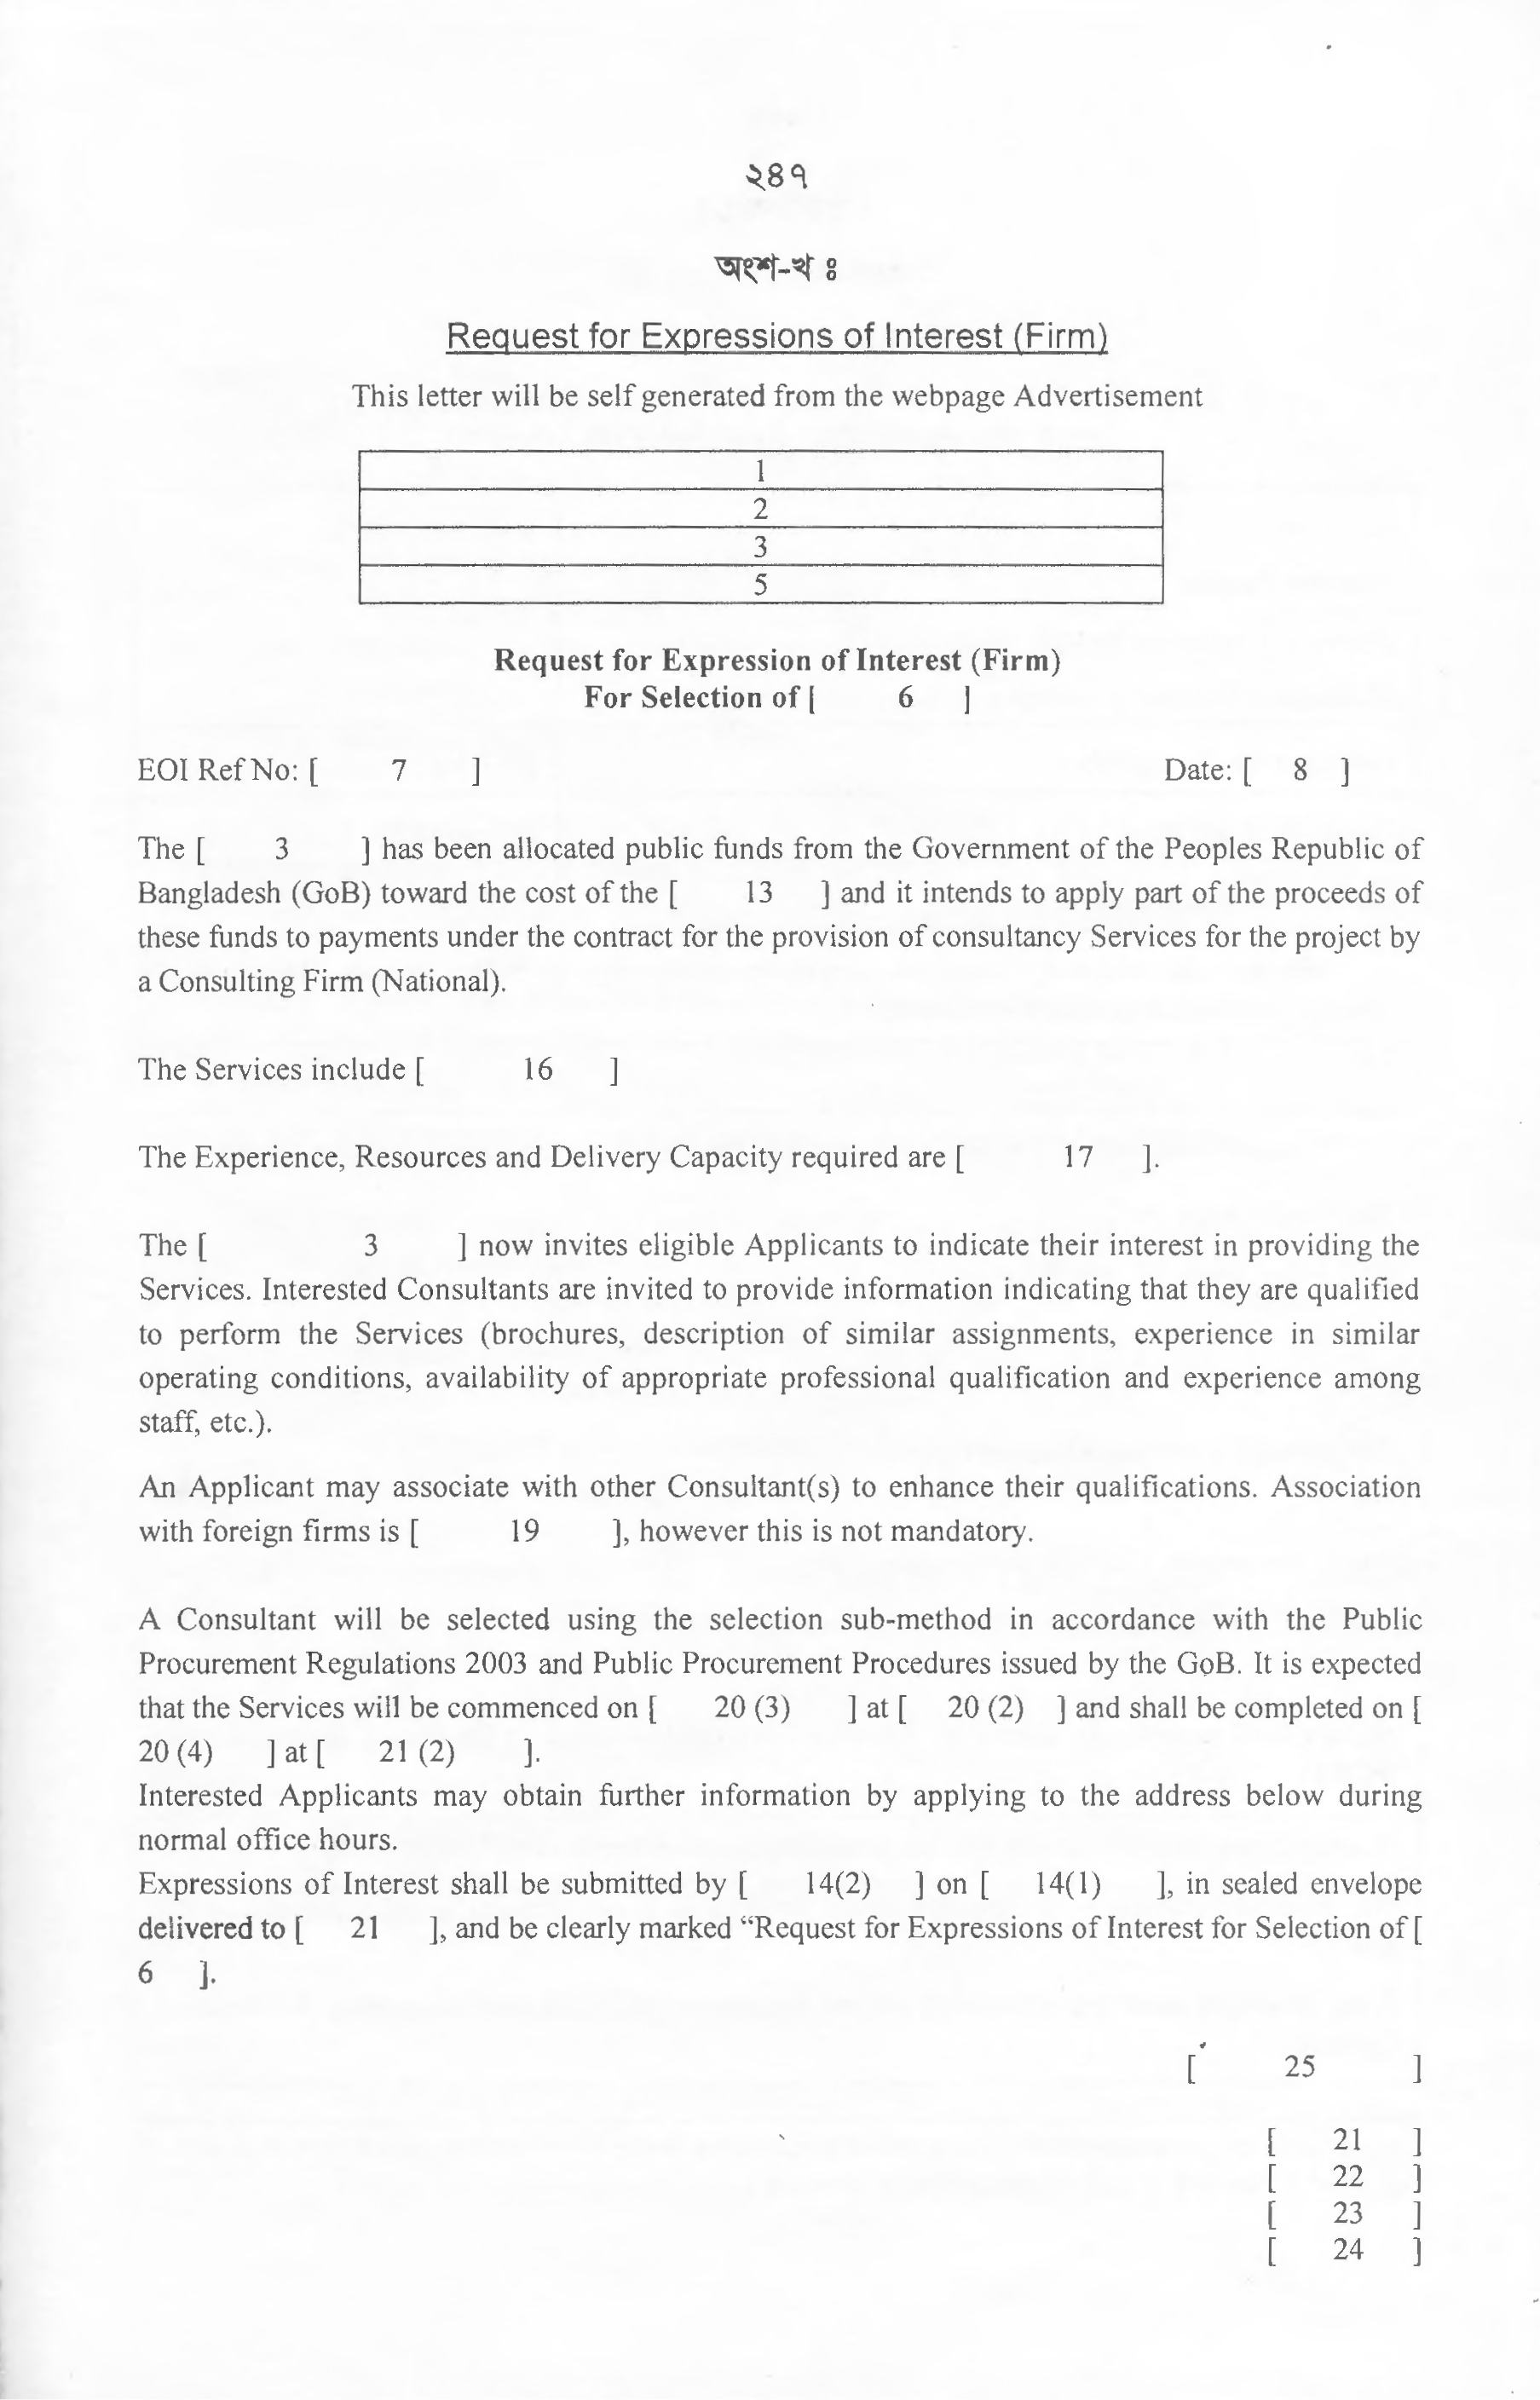 ২৪৭
অংশ-খ ঃ
Request for Expressions of Interest (Firm)
This letter will be self generated from the webpage Advertisement
1
2
3
5
Request for Expression of Interest (Firm)
For Selection of [ 6 ]
EOI Ref No: [ 7 ] Date: [ 8 ]
The [ 3 ] has been allocated public funds from the Government of the Peoples Republic of
Bangladesh (GoB) toward the cost of the [ 13 ] and it intends to apply part of the proceeds of
these funds to payments under the contract for the provision of consultancy Services for the project by
a Consulting Firm (National).
The Services include [ 16 ]
The Experience, Resources and Delivery Capacity required are [ 17 ].
The [ 3 ] now invites eligible Applicants to indicate their interest in providing the
Services. Interested Consultants are invited to provide information indicating that they are qualified
to perform the Services (brochures, description of similar assignments, experience in similar
operating conditions, availability of appropriate professional qualification and experience among
staff, etc.).
An Applicant may associate with other Consultant(s) to enhance their qualifications. Association
with foreign firms is [ 19 ], however this is not mandatory.
A Consultant will be selected using the selection sub-method in accordance with the Public
Procurement Regulations 2003 and Public Procurement Procedures issued by the GoB. It is expected
that the Services will be commenced on [ 20 (3) ] at [ 20 (2) ] and shall be completed on [
20 (4) ] at [ 21 (2) ].
Interested Applicants may obtain further information by applying to the address below during
normal office hours.
Expressions of Interest shall be submitted by [ 14(2) ] on [ 14(1) ], in sealed envelope
delivered to [ 21 ], and be clearly marked “Request for Expressions of Interest for Selection of [
6 ].
[ 25 ]
[ 21 ]
[ 22 ]
[ 23 ]
[ 24 ]